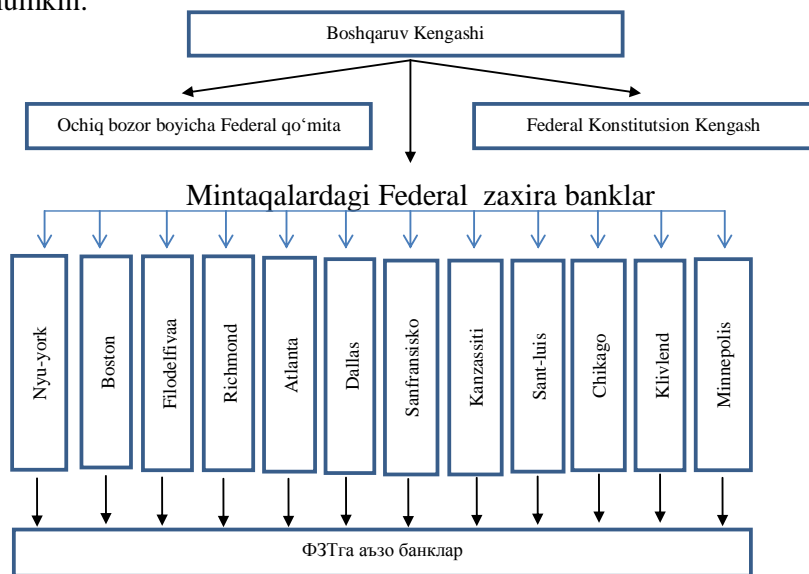 Boshqaruv Kengashi
Ochiq bozor boyicha Federal qo‘mita
Federal Konstitutsion Kengash
Mintaqalardagi Federal zaxira banklar
Nyu-york
Boston
Filodelfivaa
Richmond
Atlanta
Dallas
Sanfransisko
Kanzassiti
Sant-luis
Chikago
Klivlend
Minnepolis
ФЗТга аъзо банклар